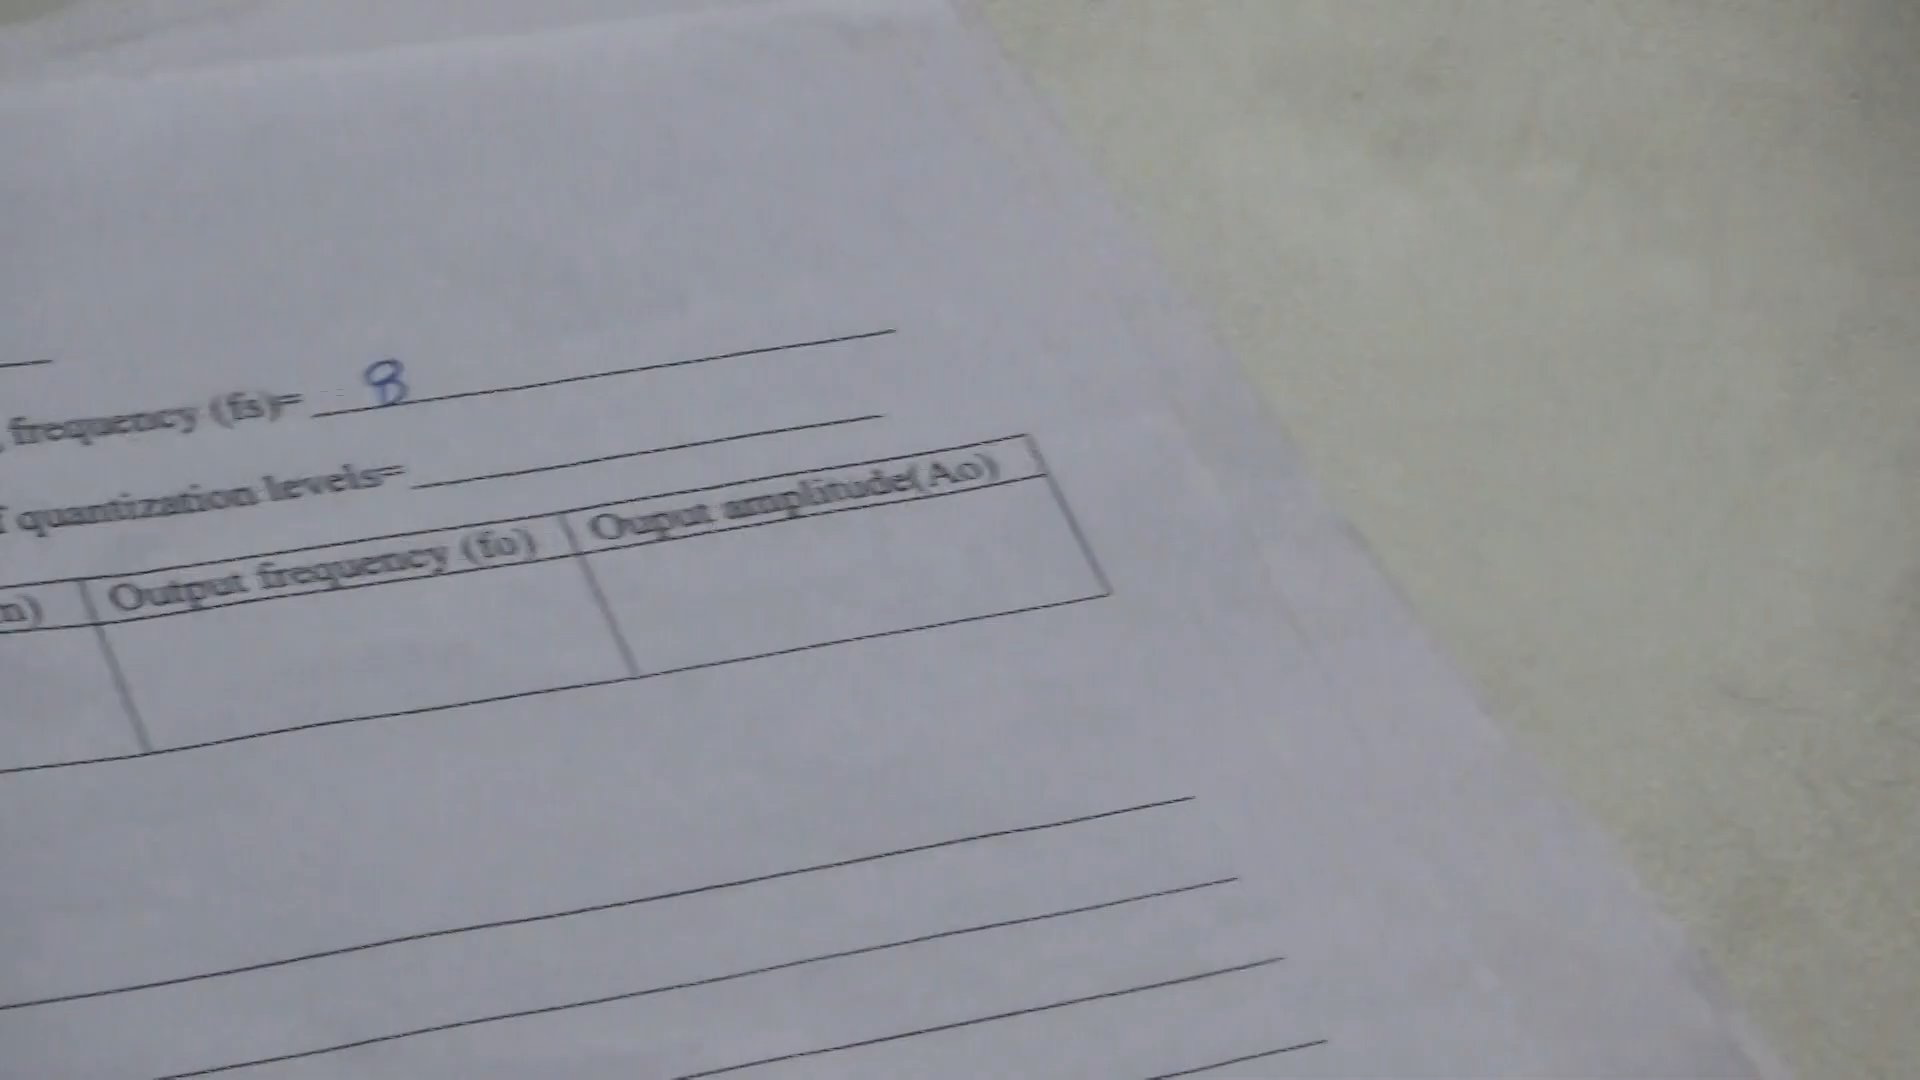 frequency (fs)= 8
quantization levels=
Output frequency (fo) Ouput amplitude(Ao)